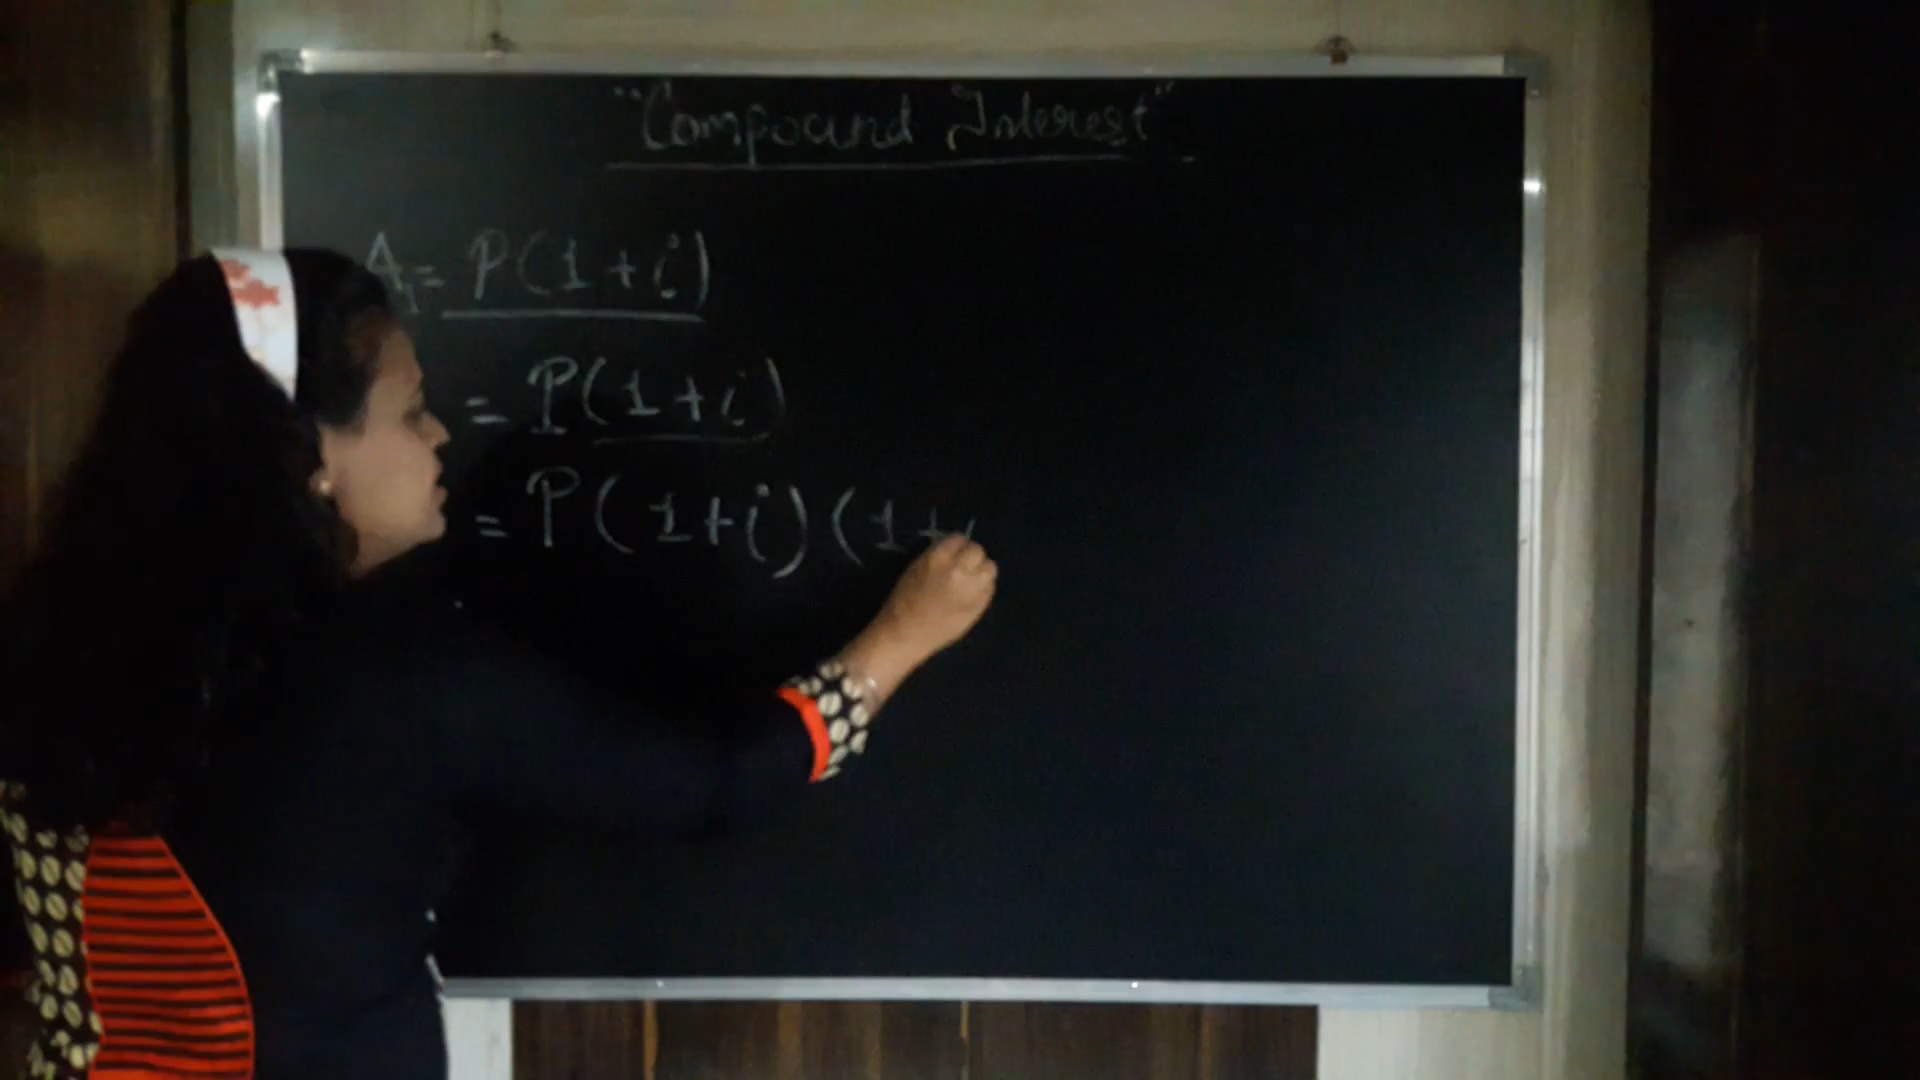 "Compound Interest"
A₁= P(1+i)
= P(1+i)
= P(1+i)(1+i